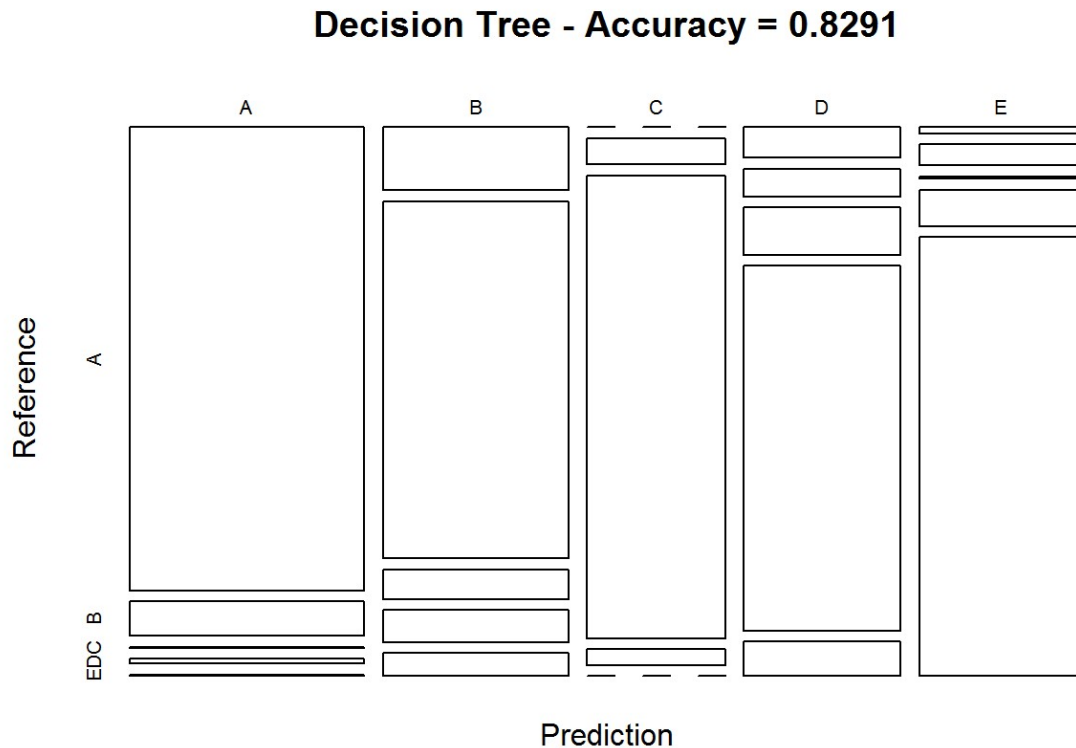 Decision Tree - Accuracy = 0.8291
A B C D E
Reference
A
B
EDC
Prediction